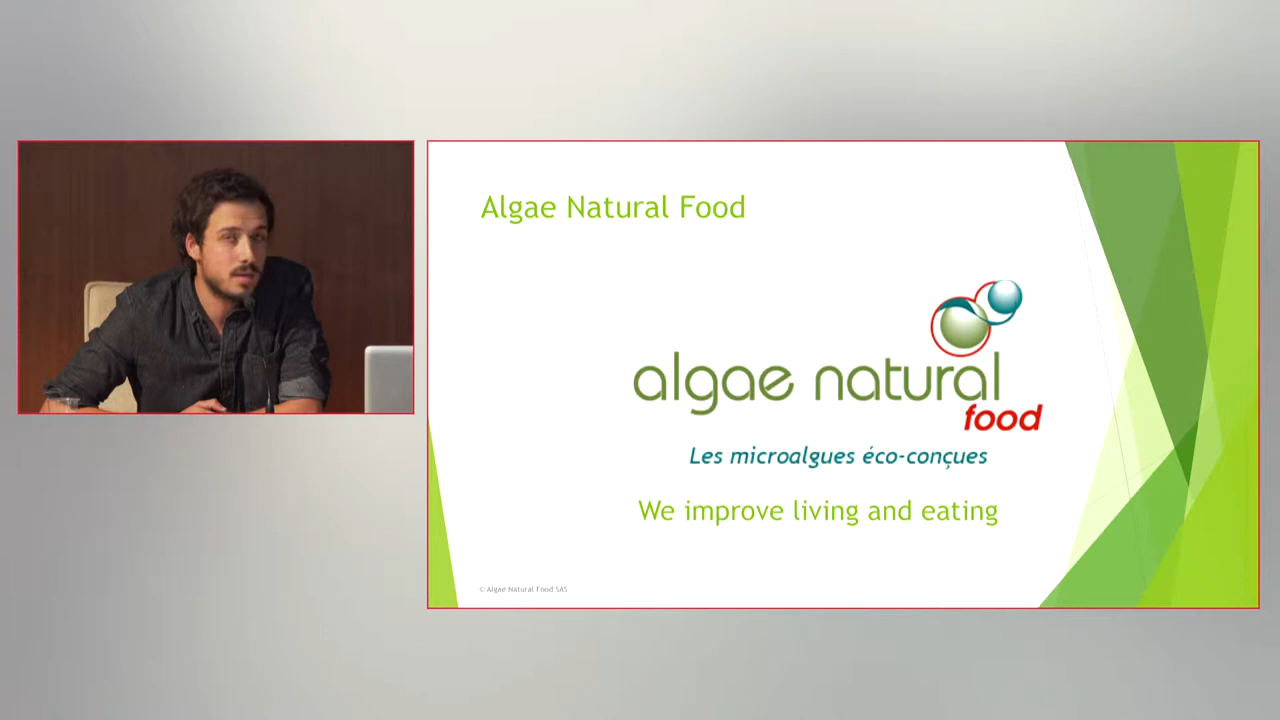 Algae Natural Food
algae natural
food
Les microalgues éco-conçues
We improve living and eating
© Algae Natural Food SAS